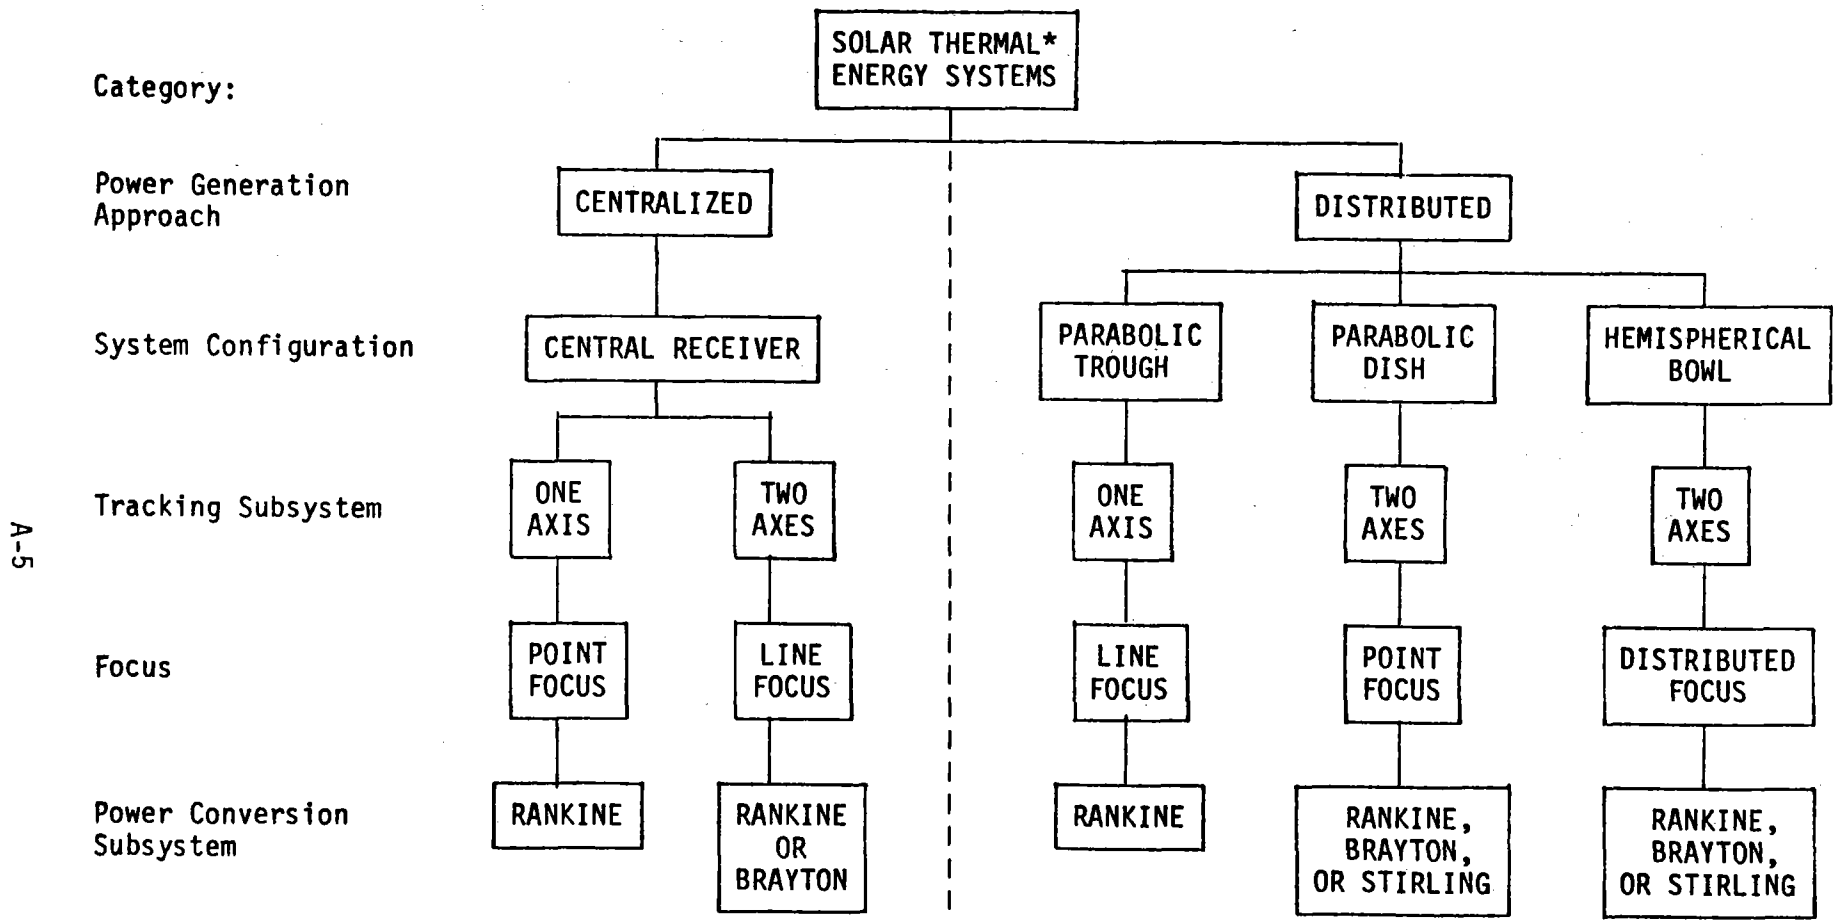 SOLAR THERMAL*
ENERGY SYSTEMS
Category:
Power Generation
Approach
CENTRALIZED
DISTRIBUTED
System Configuration
CENTRAL RECEIVER
PARABOLIC
TROUGH
PARABOLIC
DISH
HEMISPHERICAL
BOWL
Tracking Subsystem
ONE
AXIS
TWO
AXES
ONE
AXIS
TWO
AXES
TWO
AXES
Focus
POINT
FOCUS
LINE
FOCUS
LINE
FOCUS
POINT
FOCUS
DISTRIBUTED
FOCUS
Power Conversion
Subsystem
RANKINE
RANKINE
OR
BRAYTON
RANKINE
RANKINE,
BRAYTON,
OR STIRLING
RANKINE,
BRAYTON,
OR STIRLING
A-5